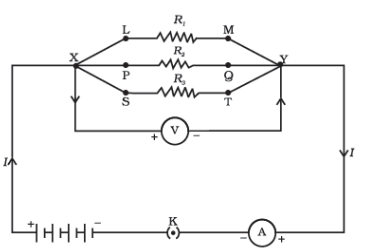 R₁
L M
R₂
X Y
P Q
R₃
S T
+ V −
I I
+ − K
− A +